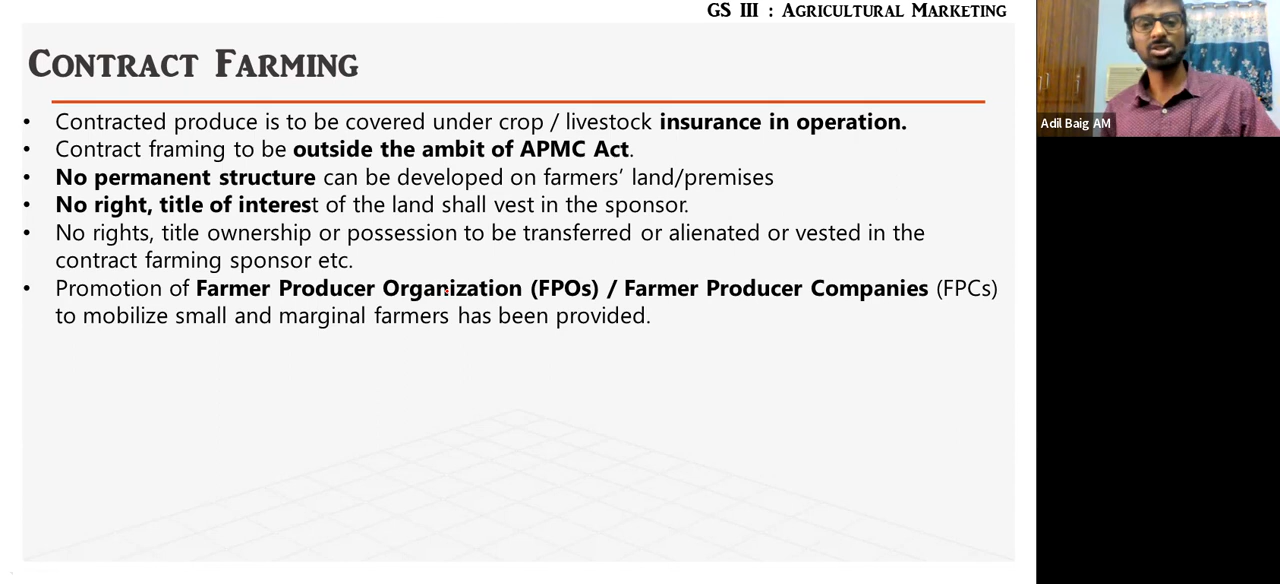 GS III : Agricultural Marketing
Contract Farming
• Contracted produce is to be covered under crop / livestock insurance in operation.
• Contract framing to be outside the ambit of APMC Act.
• No permanent structure can be developed on farmers’ land/premises
• No right, title of interest of the land shall vest in the sponsor.
• No rights, title ownership or possession to be transferred or alienated or vested in the
contract farming sponsor etc.
• Promotion of Farmer Producer Organization (FPOs) / Farmer Producer Companies (FPCs)
to mobilize small and marginal farmers has been provided.
Adil Baig AM